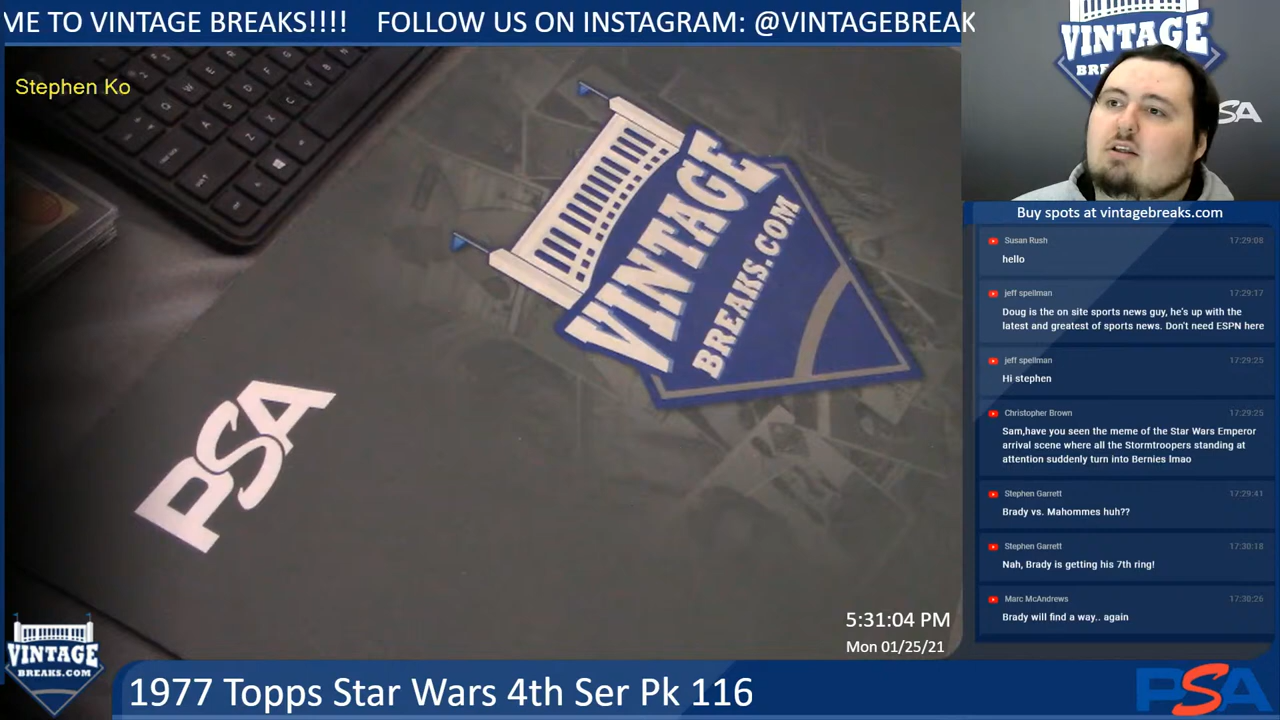 ME TO VINTAGE BREAKS!!!! FOLLOW US ON INSTAGRAM: @VINTAGEBREAK
Stephen Ko
VINTAGE
BREAKS.COM
PSA
VINTAGE
BRE
SA
Buy spots at vintagebreaks.com
Susan Rush 17:29:08
hello
jeff spellman 17:29:17
Doug is the on site sports news guy, he's up with the
latest and greatest of sports news. Don't need ESPN here
jeff spellman 17:29:25
Hi stephen
Christopher Brown 17:29:25
Sam,have you seen the meme of the Star Wars Emperor
arrival scene where all the Stormtroopers standing at
attention suddenly turn into Bernies lmao
Stephen Garrett 17:29:41
Brady vs. Mahommes huh??
Stephen Garrett 17:30:18
Nah, Brady is getting his 7th ring!
Marc McAndrews 17:30:26
Brady will find a way.. again
5:31:04 PM
Mon 01/25/21
VINTAGE
BREAKS.COM
1977 Topps Star Wars 4th Ser Pk 116
PSA